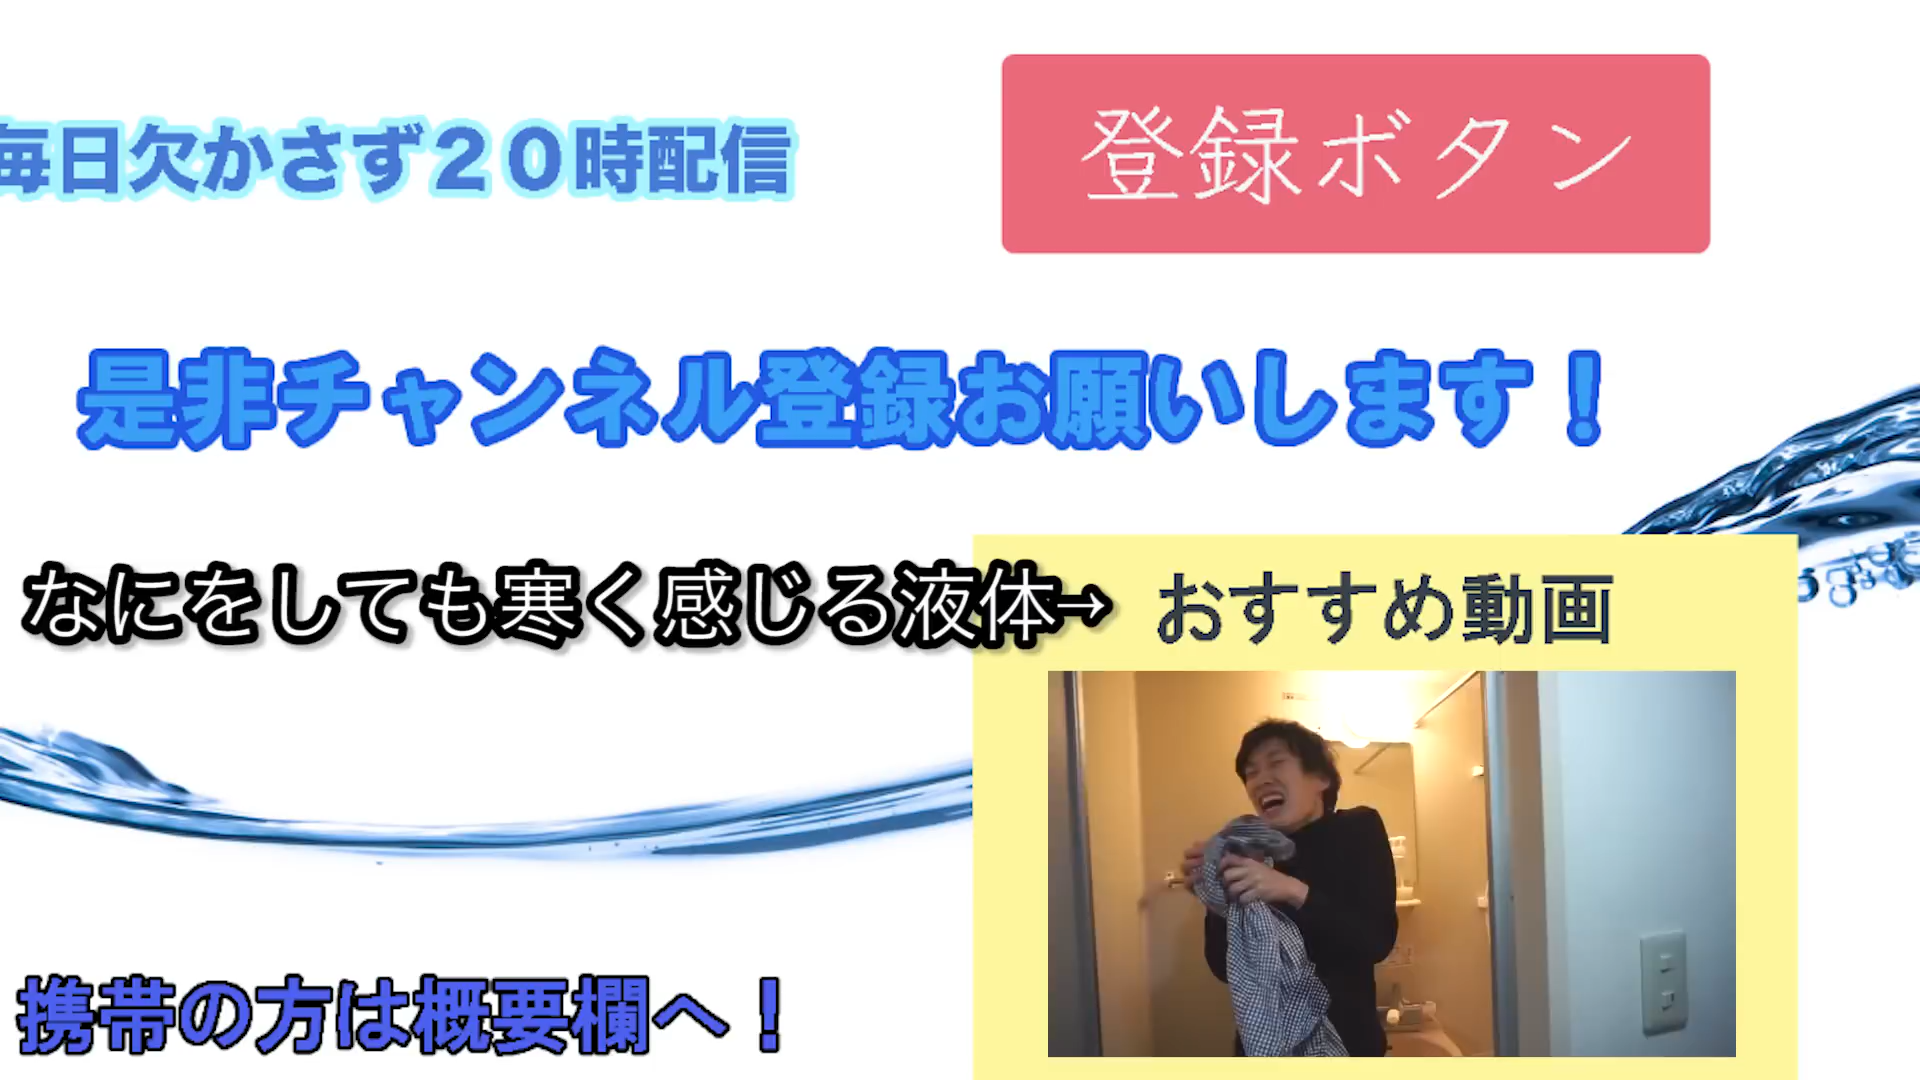 毎日欠かさず２０時配信
登録ボタン
是非チャンネル登録お願いします！
なにをしても寒く感じる液体→
おすすめ動画
携帯の方は概要欄へ！